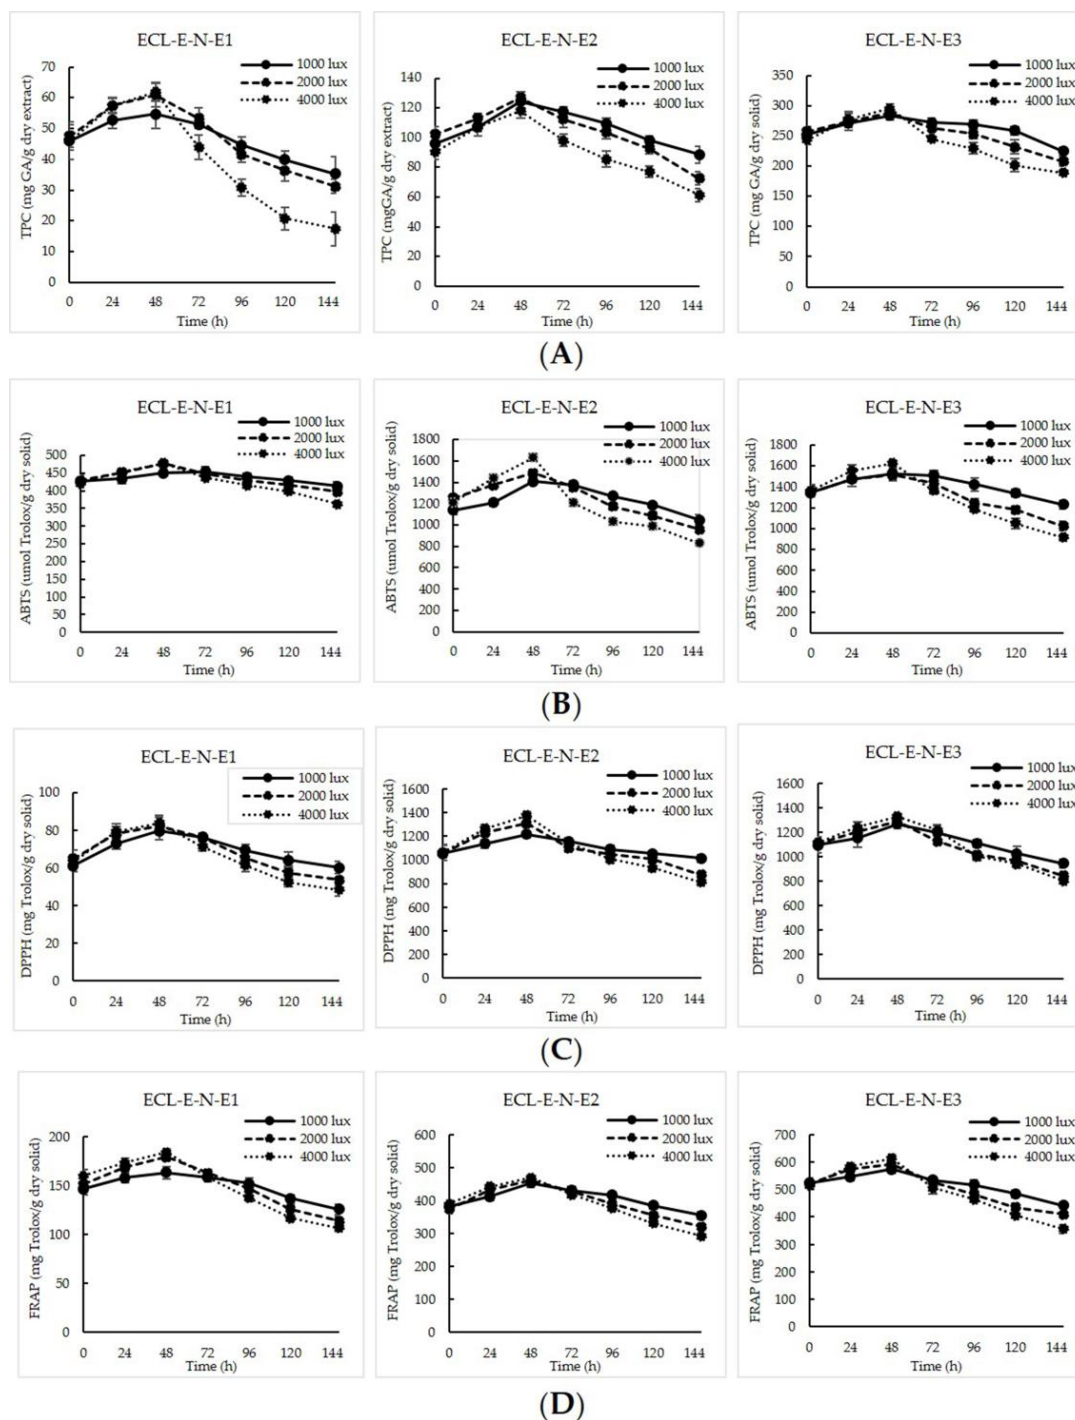 ECL-E-N-E1
1000 lux
2000 lux
4000 lux
TPC (mg GA/g dry extract)
70
60
50
40
30
20
10
0
0 24 48 72 96 120 144
Time (h)
ECL-E-N-E2
1000 lux
2000 lux
4000 lux
TPC (mgGA/g dry extract)
140
120
100
80
60
40
20
0
0 24 48 72 96 120 144
Time (h)
ECL-E-N-E3
1000 lux
2000 lux
4000 lux
TPC (mg GA/g dry solid)
350
300
250
200
150
100
50
0
0 24 48 72 96 120 144
Time (h)
(A)
ECL-E-N-E1
1000 lux
2000 lux
4000 lux
ABTS (umol Trolox/g dry solid)
500
450
400
350
300
250
200
150
100
50
0
0 24 48 72 96 120 144
Time (h)
ECL-E-N-E2
1000 lux
2000 lux
4000 lux
ABTS (umol Trolox/g dry solid)
1800
1600
1400
1200
1000
800
600
400
200
0
0 24 48 72 96 120 144
Time (h)
ECL-E-N-E3
1000 lux
2000 lux
4000 lux
ABTS (umol Trolox/g dry solid)
1800
1600
1400
1200
1000
800
600
400
200
0
0 24 48 72 96 120 144
Time (h)
(B)
ECL-E-N-E1
1000 lux
2000 lux
4000 lux
DPPH (mg Trolox/g dry solid)
100
80
60
40
20
0
0 24 48 72 96 120 144
Time (h)
ECL-E-N-E2
1000 lux
2000 lux
4000 lux
DPPH (mg Trolox/g dry solid)
1600
1400
1200
1000
800
600
400
200
0
0 24 48 72 96 120 144
Time (h)
ECL-E-N-E3
1000 lux
2000 lux
4000 lux
DPPH (mg Trolox/g dry solid)
1600
1400
1200
1000
800
600
400
200
0
0 24 48 72 96 120 144
Time (h)
(C)
ECL-E-N-E1
1000 lux
2000 lux
4000 lux
FRAP (mg Trolox/g dry solid)
200
150
100
50
0
0 24 48 72 96 120 144
Time (h)
ECL-E-N-E2
1000 lux
2000 lux
4000 lux
FRAP (mg Trolox/g dry solid)
600
500
400
300
200
100
0
0 24 48 72 96 120 144
Time (h)
ECL-E-N-E3
1000 lux
2000 lux
4000 lux
FRAP (mg Trolox/g dry solid)
700
600
500
400
300
200
100
0
0 24 48 72 96 120 144
Time (h)
(D)